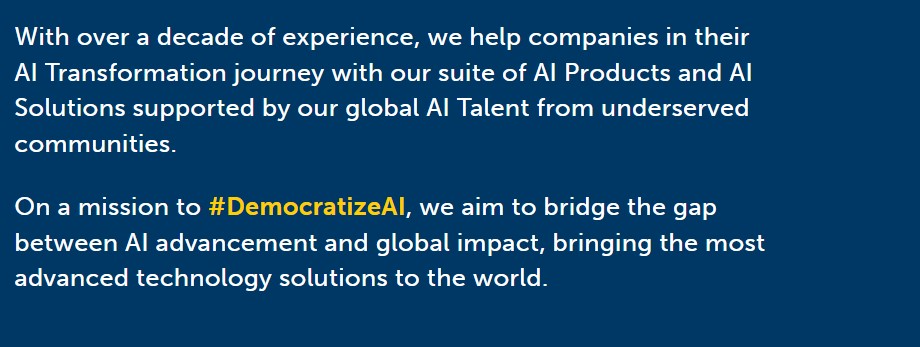 With over a decade of experience, we help companies in their
AI Transformation journey with our suite of AI Products and AI
Solutions supported by our global AI Talent from underserved
communities.
On a mission to #DemocratizeAI, we aim to bridge the gap
between AI advancement and global impact, bringing the most
advanced technology solutions to the world.